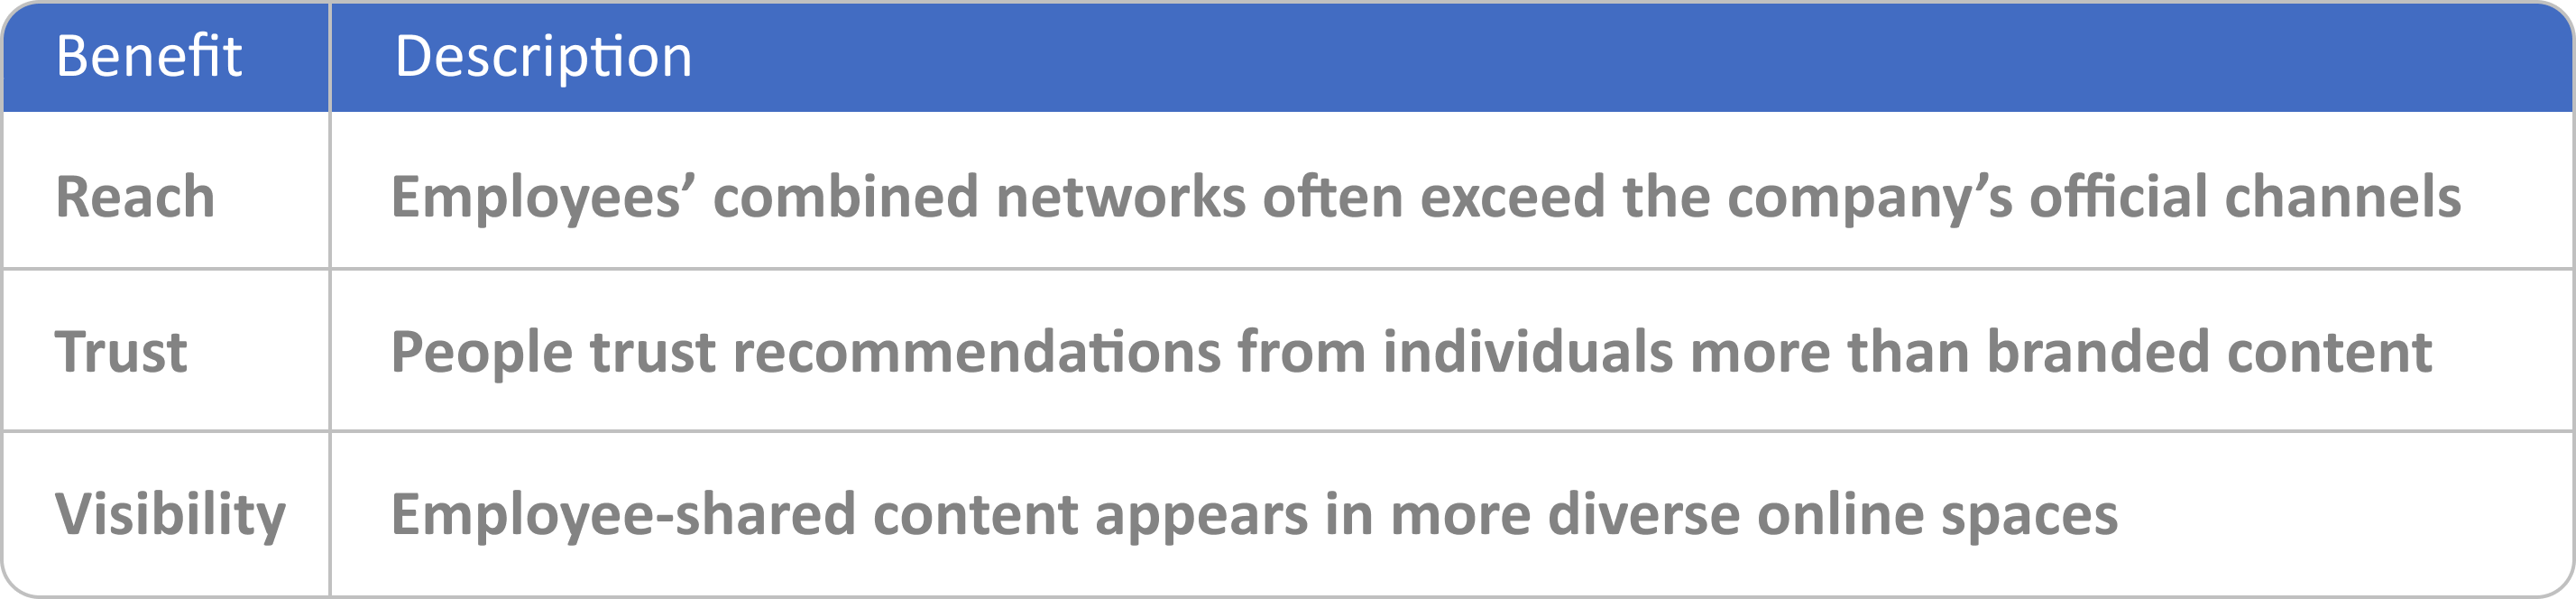 Benefit Description
Reach Employees’ combined networks often exceed the company’s official channels
Trust People trust recommendations from individuals more than branded content
Visibility Employee-shared content appears in more diverse online spaces